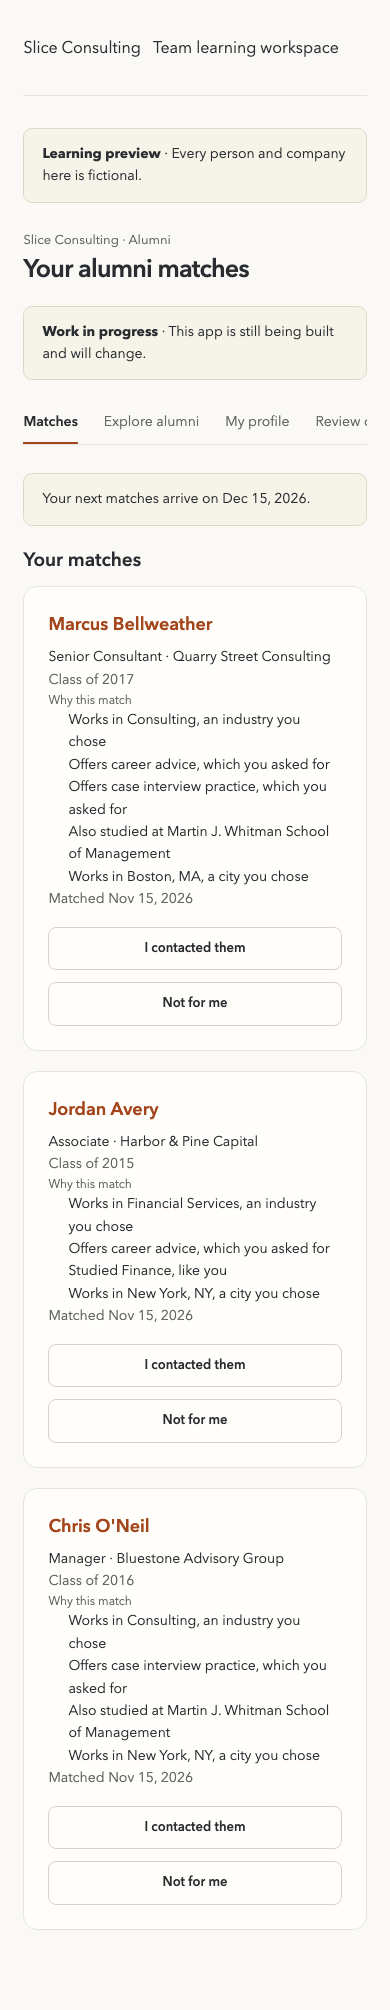 Slice Consulting Team learning workspace
Learning preview · Every person and company
here is fictional.
Slice Consulting · Alumni
Your alumni matches
Work in progress · This app is still being built
and will change.
Matches Explore alumni My profile Review
Your next matches arrive on Dec 15, 2026.
Your matches
Marcus Bellweather
Senior Consultant · Quarry Street Consulting
Class of 2017
Why this match
Works in Consulting, an industry you
chose
Offers career advice, which you asked for
Offers case interview practice, which you
asked for
Also studied at Martin J. Whitman School
of Management
Works in Boston, MA, a city you chose
Matched Nov 15, 2026
I contacted them
Not for me
Jordan Avery
Associate · Harbor & Pine Capital
Class of 2015
Why this match
Works in Financial Services, an industry
you chose
Offers career advice, which you asked for
Studied Finance, like you
Works in New York, NY, a city you chose
Matched Nov 15, 2026
I contacted them
Not for me
Chris O'Neil
Manager · Bluestone Advisory Group
Class of 2016
Why this match
Works in Consulting, an industry you
chose
Offers case interview practice, which you
asked for
Also studied at Martin J. Whitman School
of Management
Works in New York, NY, a city you chose
Matched Nov 15, 2026
I contacted them
Not for me